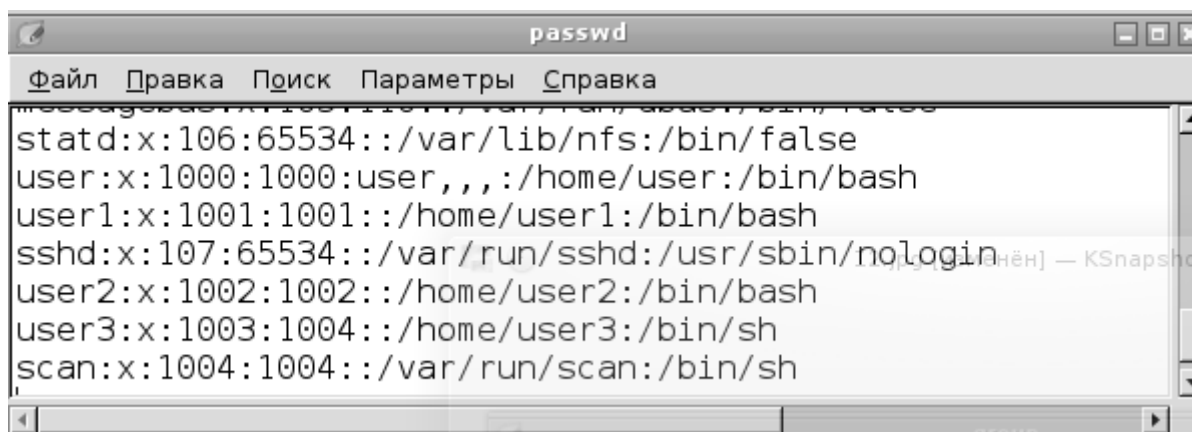 passwd
Файл Правка Поиск Параметры Справка
statd:x:106:65534::/var/lib/nfs:/bin/false
user:x:1000:1000:user,,,:/home/user:/bin/bash
user1:x:1001:1001::/home/user1:/bin/bash
sshd:x:107:65534::/var/run/sshd:/usr/sbin/nologin
user2:x:1002:1002::/home/user2:/bin/bash
user3:x:1003:1004::/home/user3:/bin/sh
scan:x:1004:1004::/var/run/scan:/bin/sh